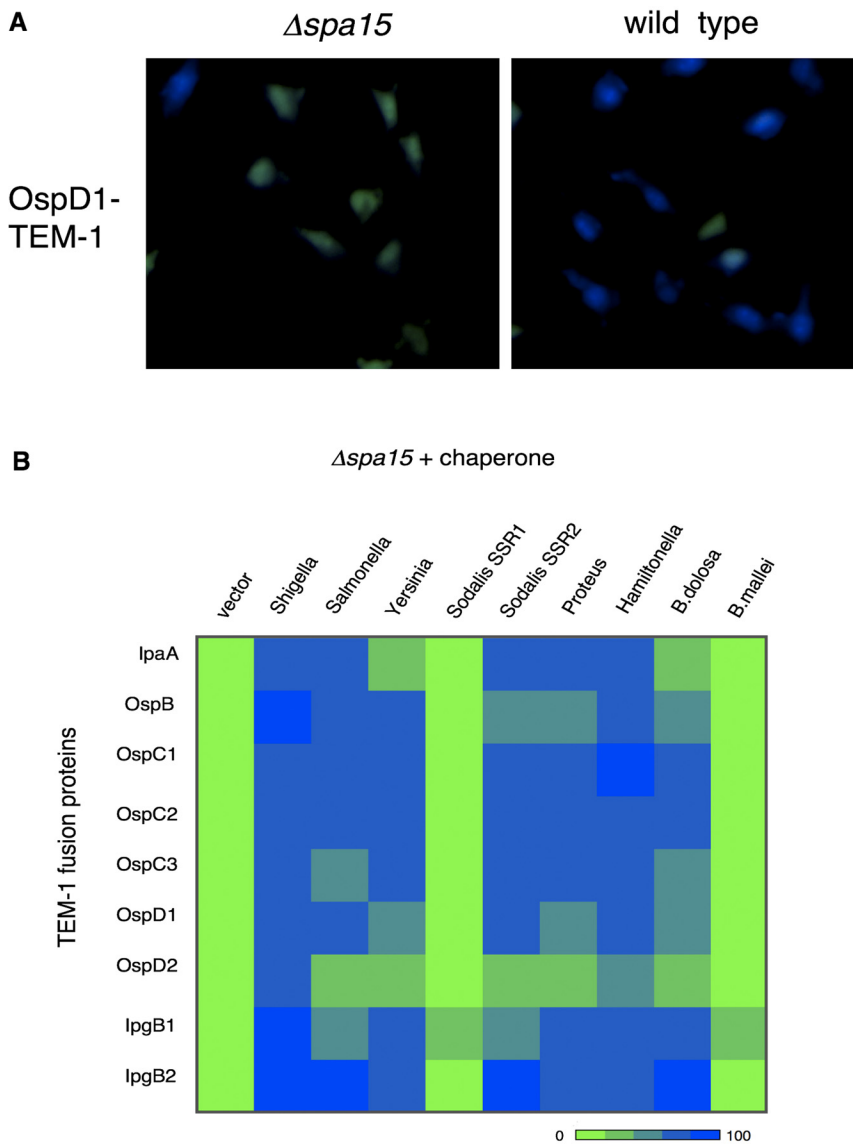 A
Δspa15
wild type
OspD1-
TEM-1
B
Δspa15 + chaperone
vector
Shigella
Salmonella
Yersinia
Sodalis SSR1
Sodalis SSR2
Proteus
Hamiltonella
B.dolosa
B.mallei
TEM-1 fusion proteins
IpaA
OspB
OspC1
OspC2
OspC3
OspD1
OspD2
IpgB1
IpgB2
0 100